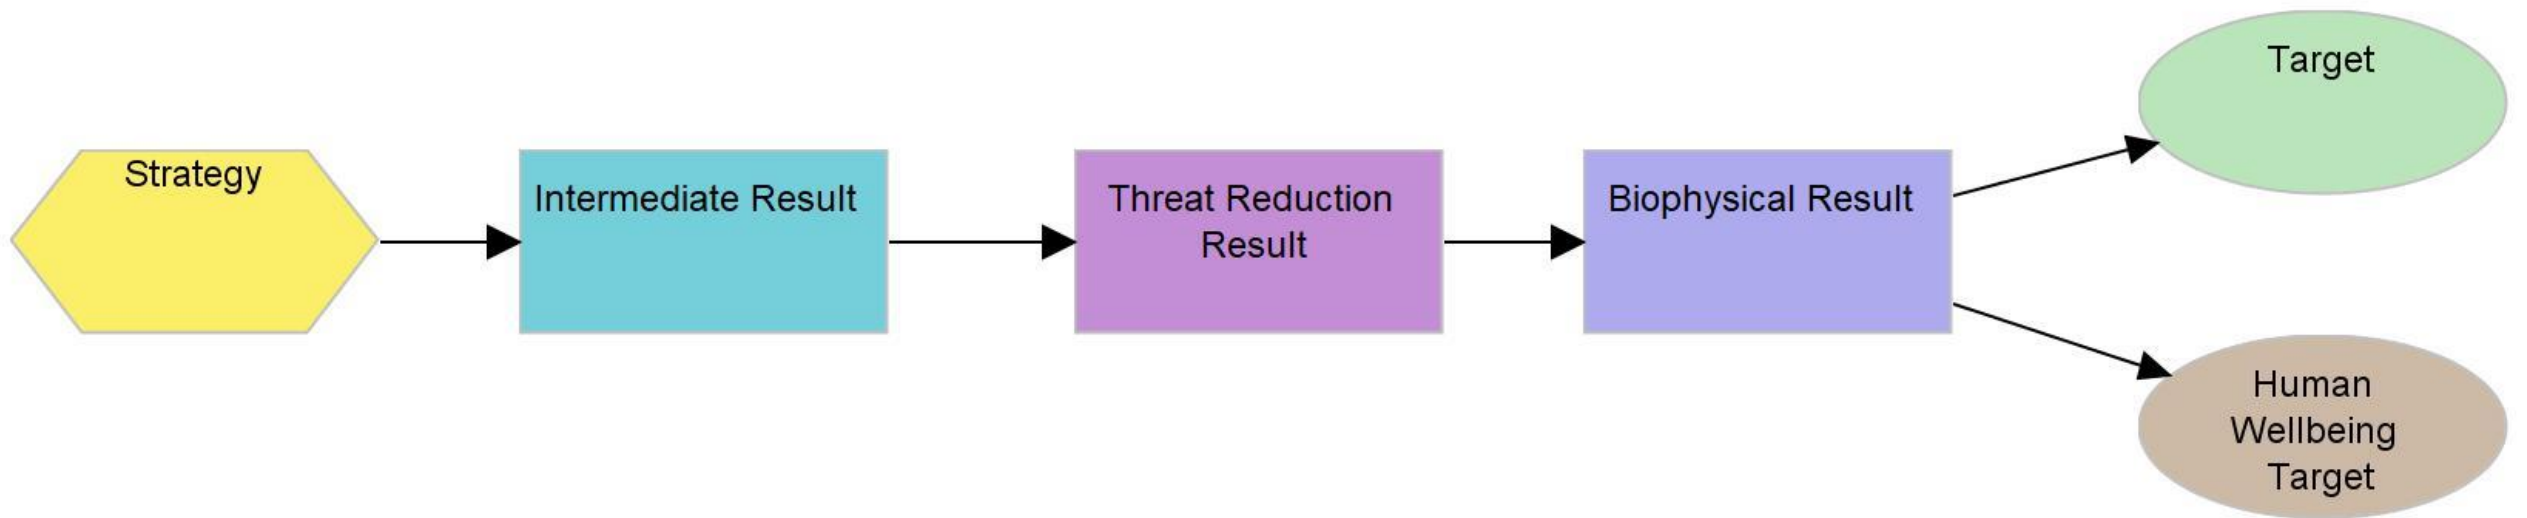 Strategy
Intermediate Result
Threat Reduction
Result
Biophysical Result
Target
Human
Wellbeing
Target